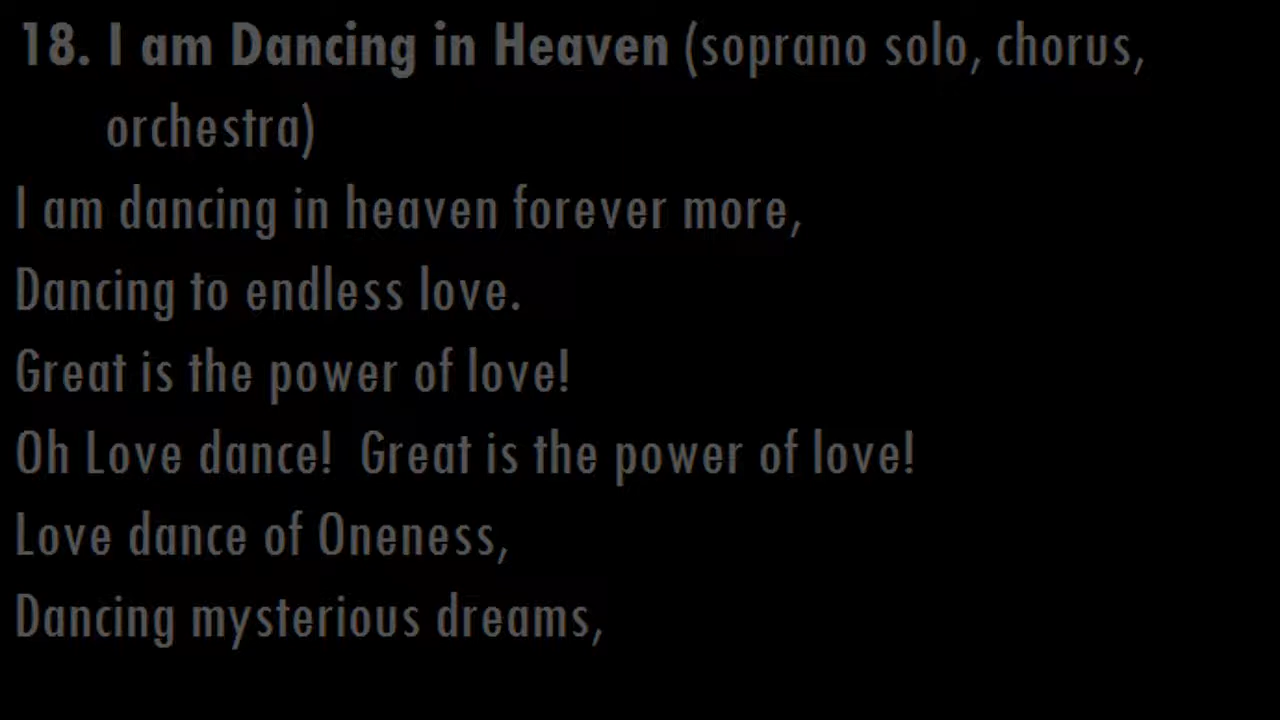 18. I am Dancing in Heaven (soprano solo, chorus,
orchestra)
I am dancing in heaven forever more,
Dancing to endless love.
Great is the power of love!
Oh Love dance!  Great is the power of love!
Love dance of Oneness,
Dancing mysterious dreams,